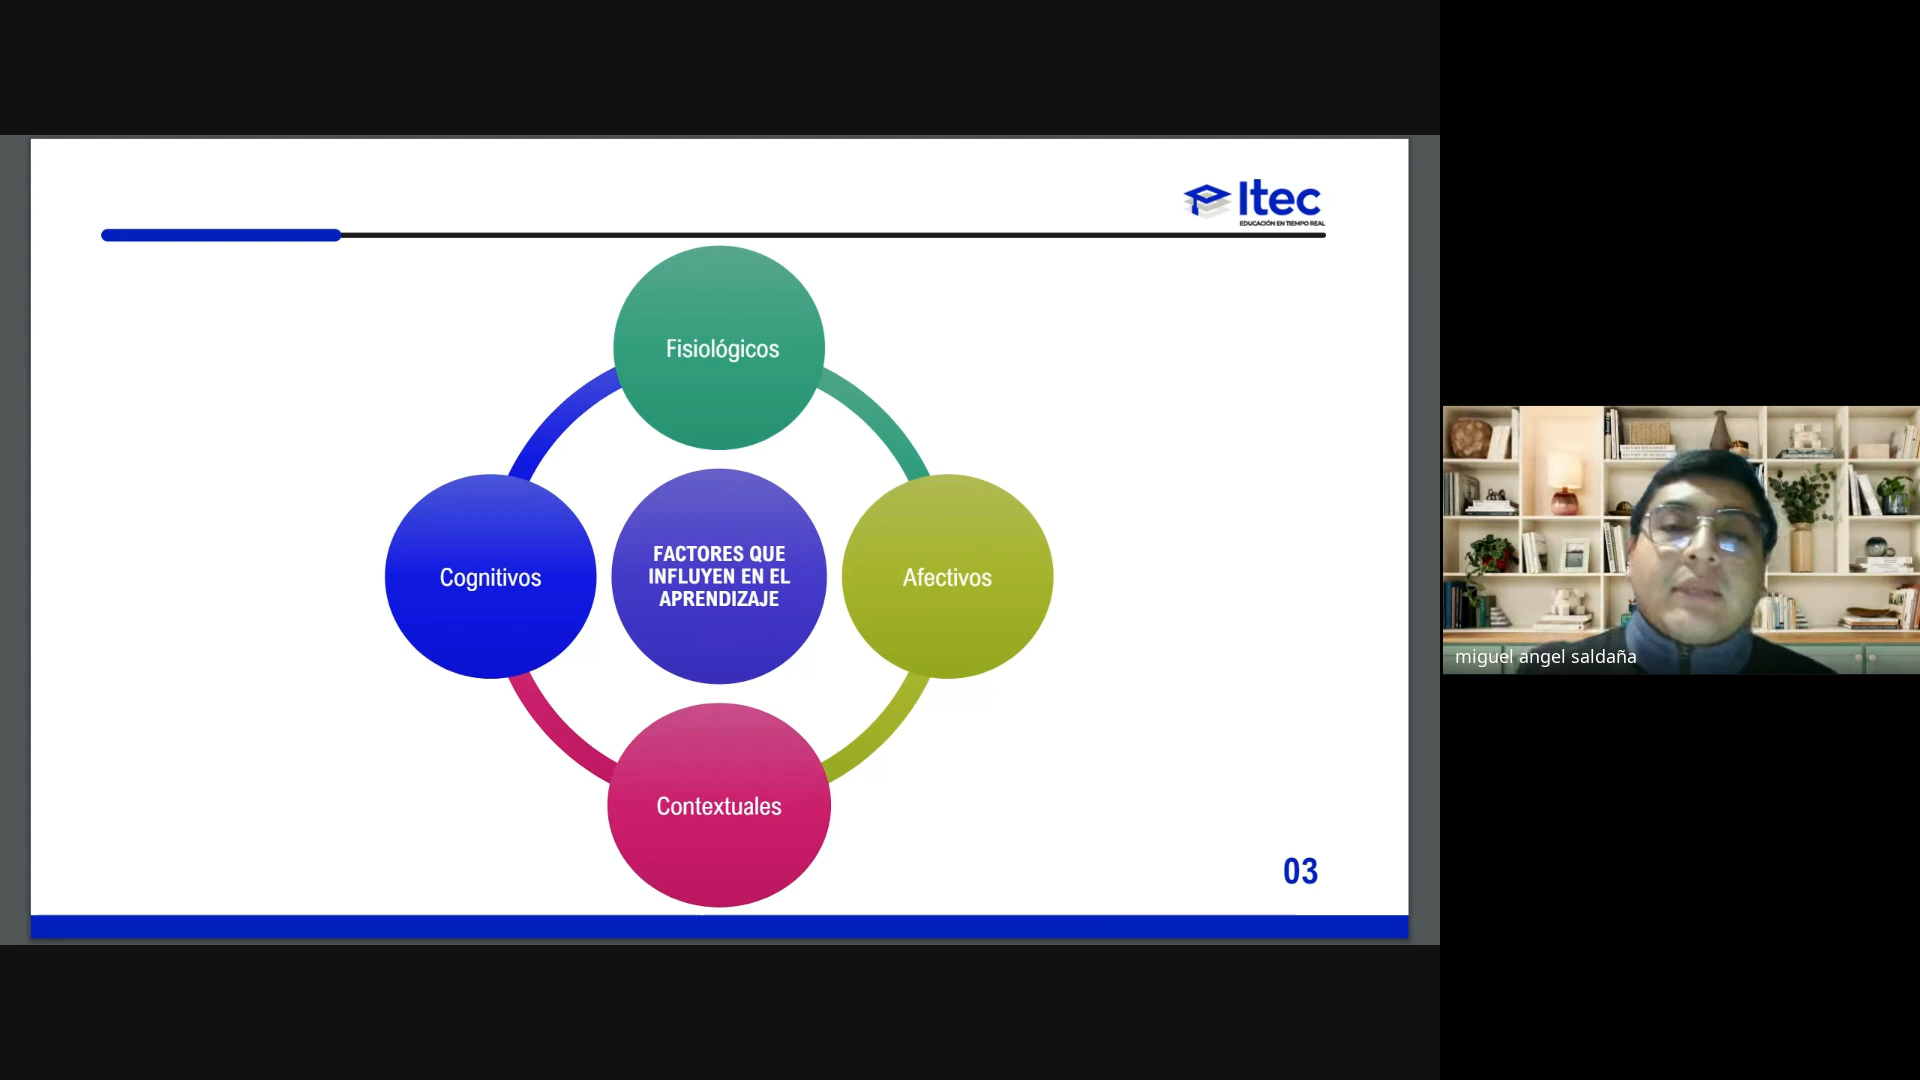 Itec
EDUCACIÓN EN TIEMPO REAL
Fisiológicos
Cognitivos
FACTORES QUE
INFLUYEN EN EL
APRENDIZAJE
Afectivos
Contextuales
03
miguel angel saldaña